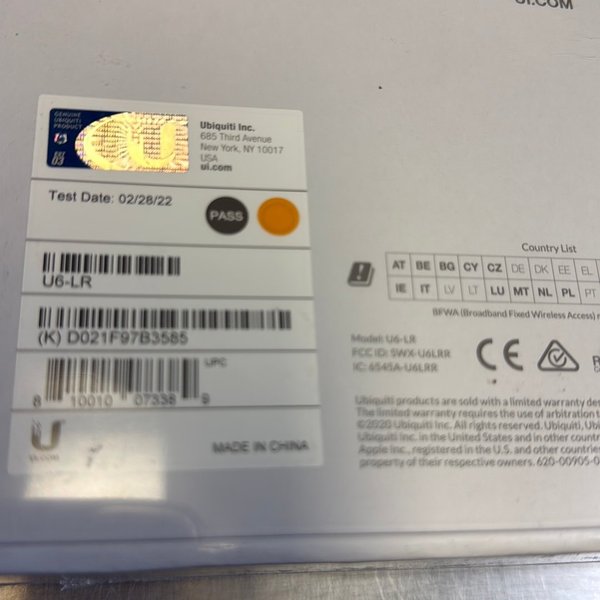 UI.COM
GENUINE
UBIQUITI
PRODUCT
03
U
Ubiquiti Inc.
685 Third Avenue
New York, NY 10017
USA
ui.com
Test Date: 02/28/22
PASS
U6-LR
(K) D021F97B3585
UPC
8 10010 07338 9
U
MADE IN CHINA
Country List
AT BE BG CY CZ DE DK EE EL
IE IT LV LT LU MT NL PL PT
BFWA (Broadband Fixed Wireless Access)
Model: U6-LR
FCC ID: SWX-U6LRR
IC: 6545A-U6LRR
CE
Ubiquiti products are sold with a limited warranty
The limited warranty requires the use of arbitration
©2020 Ubiquiti Inc. All rights reserved. Ubiquiti,
Ubiquiti Inc. in the United States and in other
Apple Inc., registered in the U.S. and other countries
property of their respective owners. 620-00905-0